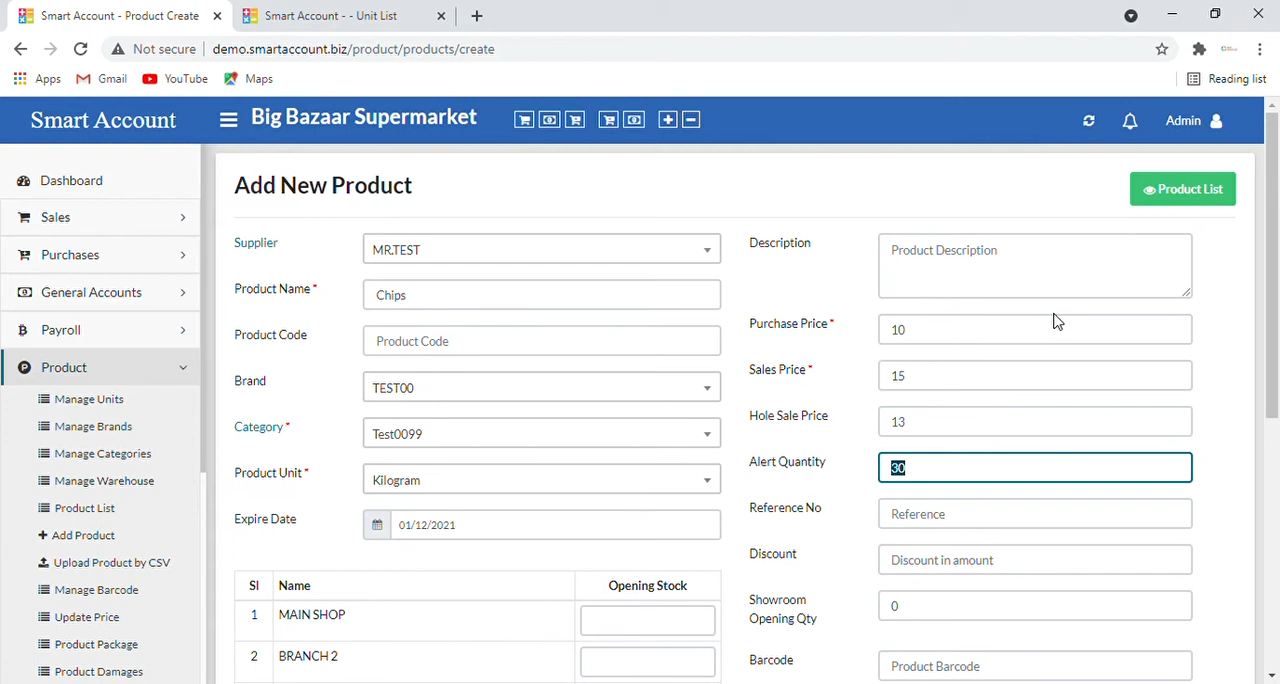 Smart Account - Product Create
Smart Account - - Unit List
Not secure
demo.smartaccount.biz/product/products/create
Apps
Gmail
YouTube
Maps
Reading list
Smart Account
Big Bazaar Supermarket
Admin
Dashboard
Sales
Purchases
General Accounts
Payroll
Product
Manage Units
Manage Brands
Manage Categories
Manage Warehouse
Product List
Add Product
Upload Product by CSV
Manage Barcode
Update Price
Product Package
Product Damages
Add New Product
Product List
Supplier
MR.TEST
Product Name *
Chips
Product Code
Product Code
Brand
TEST00
Category *
Test0099
Product Unit *
Kilogram
Expire Date
01/12/2021
Sl Name Opening Stock
1 MAIN SHOP
2 BRANCH 2
Description
Product Description
Purchase Price *
10
Sales Price *
15
Hole Sale Price
13
Alert Quantity
30
Reference No
Reference
Discount
Discount in amount
Showroom
Opening Qty
0
Barcode
Product Barcode